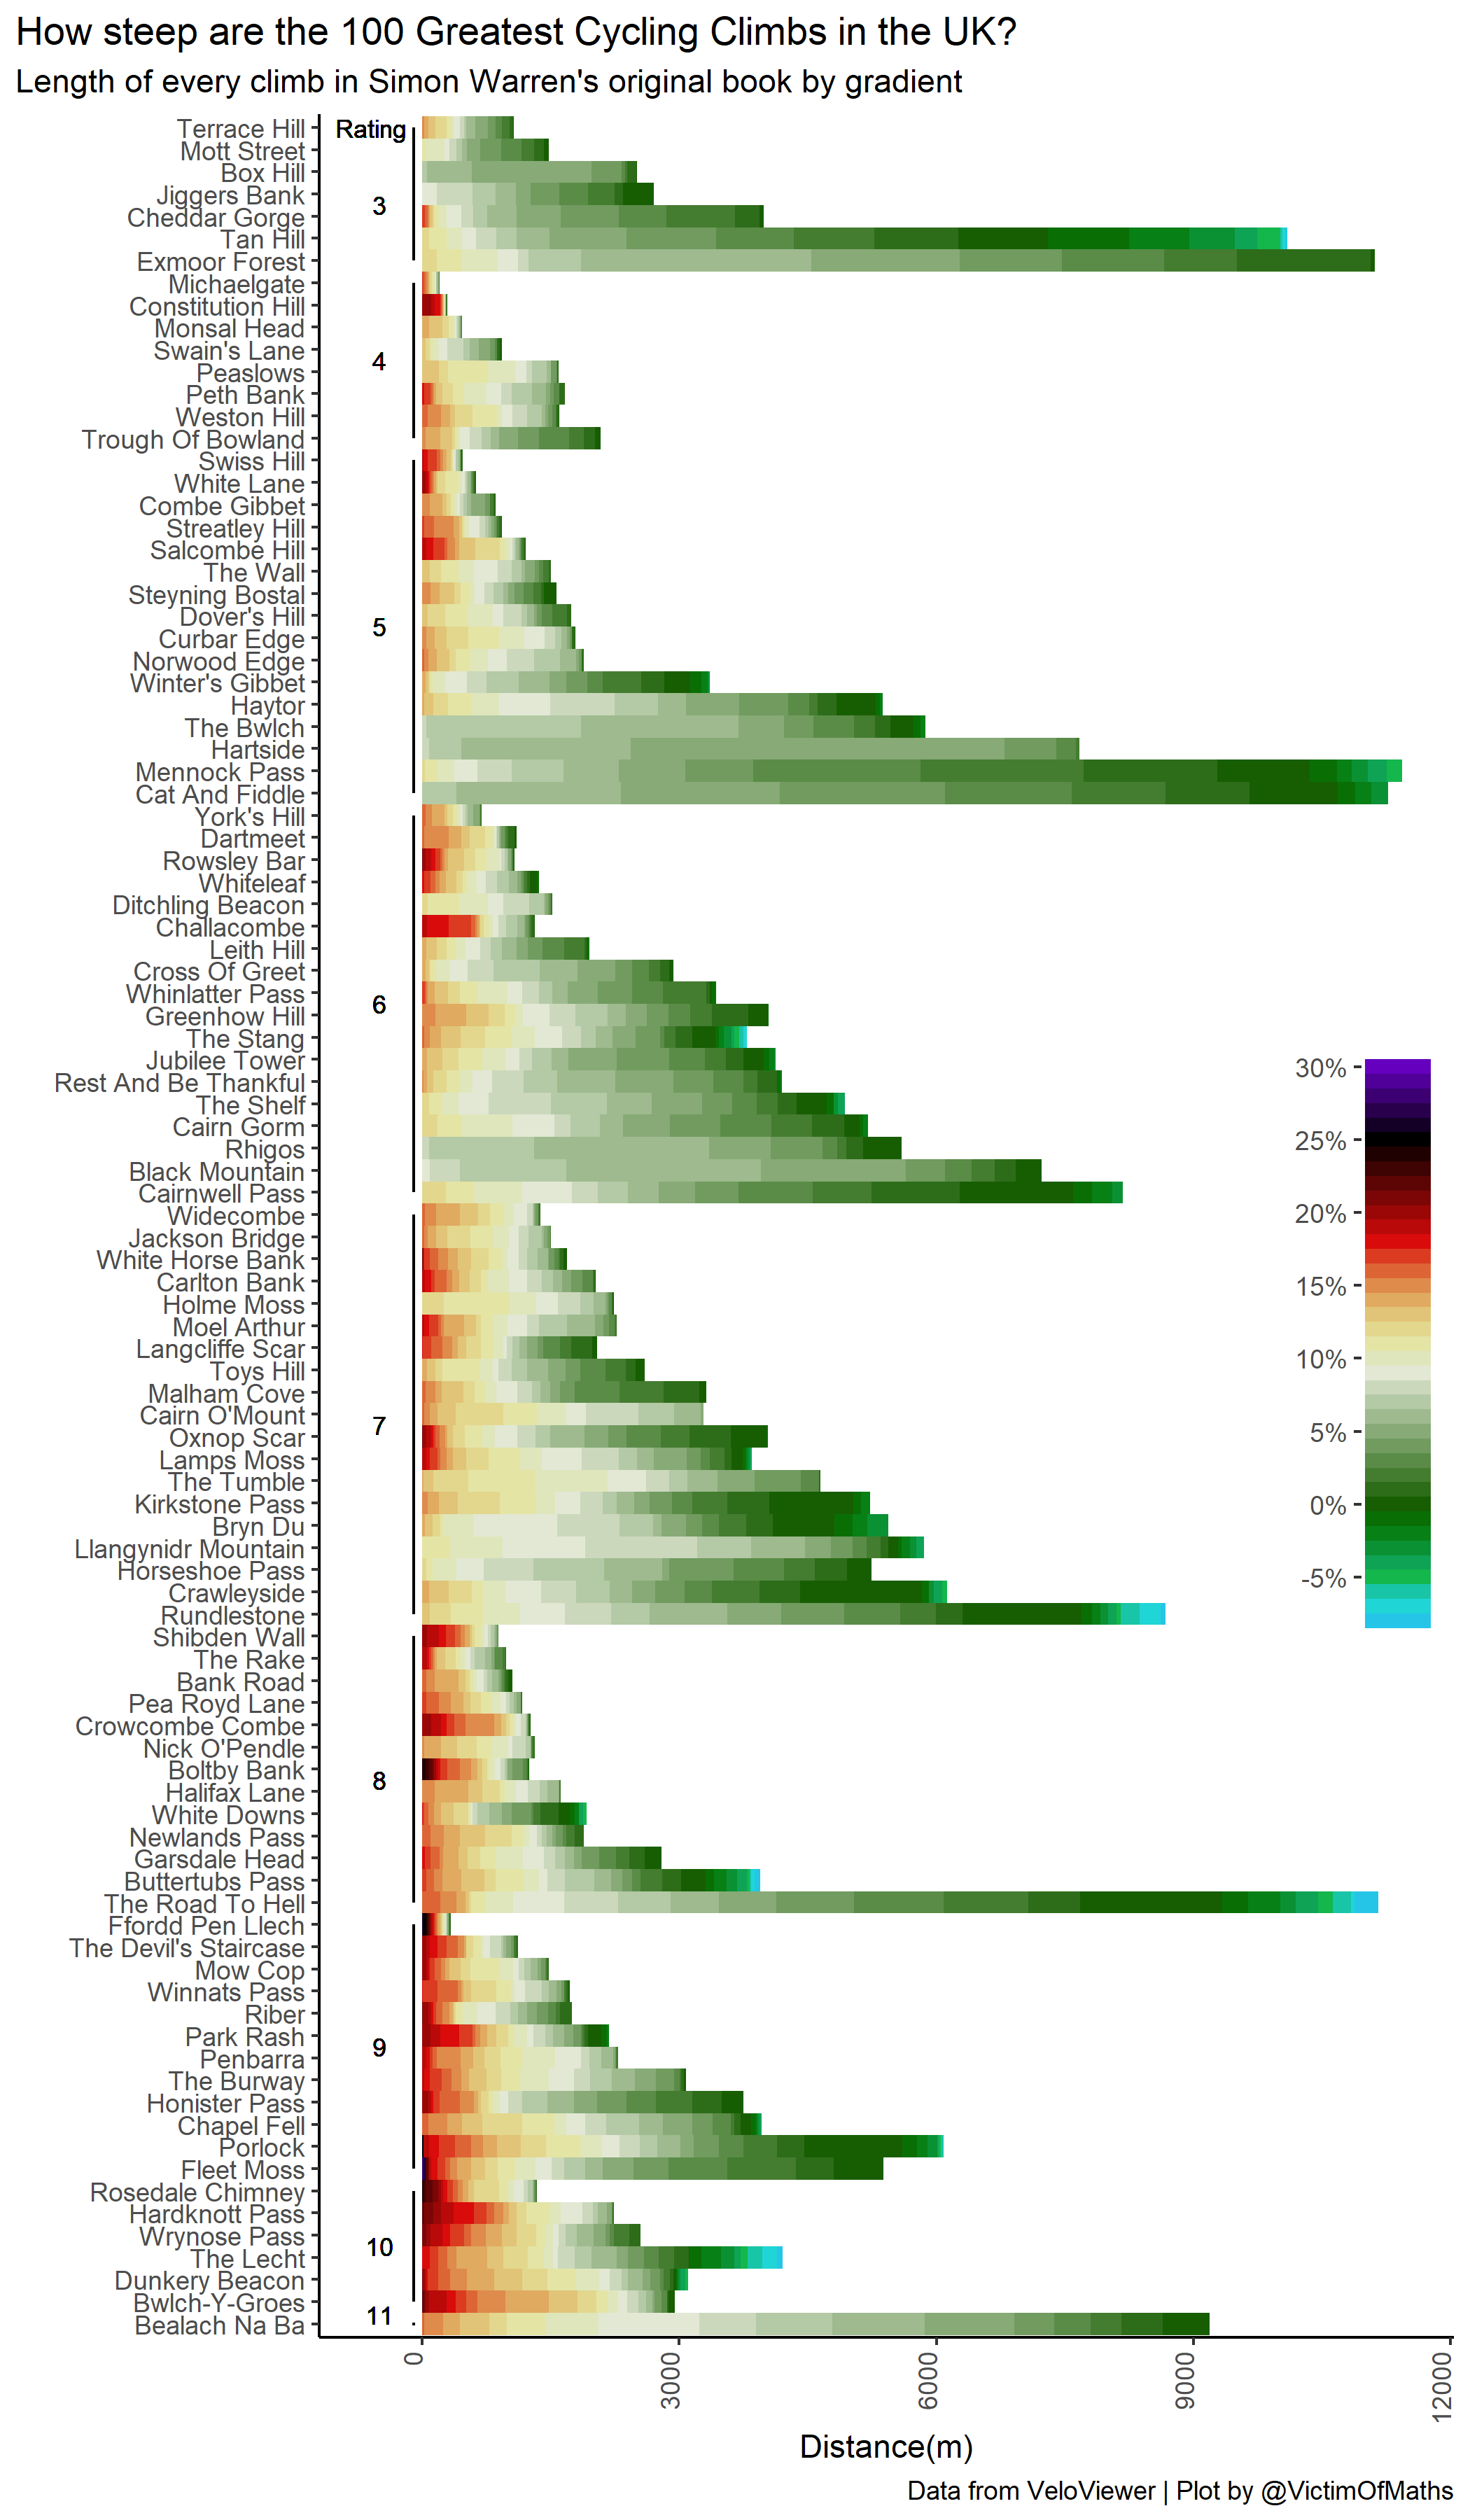 How steep are the 100 Greatest Cycling Climbs in the UK?
Length of every climb in Simon Warren's original book by gradient
Rating
Terrace Hill
Mott Street
Box Hill
Jiggers Bank
Cheddar Gorge
Tan Hill
Exmoor Forest
3
Michaelgate
Constitution Hill
Monsal Head
Swain's Lane
Peaslows
Peth Bank
Weston Hill
Trough Of Bowland
4
Swiss Hill
White Lane
Combe Gibbet
Streatley Hill
Salcombe Hill
The Wall
Steyning Bostal
Dover's Hill
Curbar Edge
Norwood Edge
Winter's Gibbet
Haytor
The Bwlch
Hartside
Mennock Pass
Cat And Fiddle
5
York's Hill
Dartmeet
Rowsley Bar
Whiteleaf
Ditchling Beacon
Challacombe
Leith Hill
Cross Of Greet
Whinlatter Pass
Greenhow Hill
The Stang
Jubilee Tower
Rest And Be Thankful
The Shelf
Cairn Gorm
Rhigos
Black Mountain
Cairnwell Pass
6
Widecombe
Jackson Bridge
White Horse Bank
Carlton Bank
Holme Moss
Moel Arthur
Langcliffe Scar
Toys Hill
Malham Cove
Cairn O'Mount
Oxnop Scar
Lamps Moss
The Tumble
Kirkstone Pass
Bryn Du
Llangynidr Mountain
Horseshoe Pass
Crawleyside
Rundlestone
7
Shibden Wall
The Rake
Bank Road
Pea Royd Lane
Crowcombe Combe
Nick O'Pendle
Boltby Bank
Halifax Lane
White Downs
Newlands Pass
Garsdale Head
Buttertubs Pass
The Road To Hell
8
Ffordd Pen Llech
The Devil's Staircase
Mow Cop
Winnats Pass
Riber
Park Rash
Penbarra
The Burway
Honister Pass
Chapel Fell
Porlock
Fleet Moss
9
Rosedale Chimney
Hardknott Pass
Wrynose Pass
The Lecht
Dunkery Beacon
Bwlch-Y-Groes
10
Bealach Na Ba
11
30%
25%
20%
15%
10%
5%
0%
-5%
0
3000
6000
9000
12000
Distance(m)
Data from VeloViewer | Plot by @VictimOfMaths